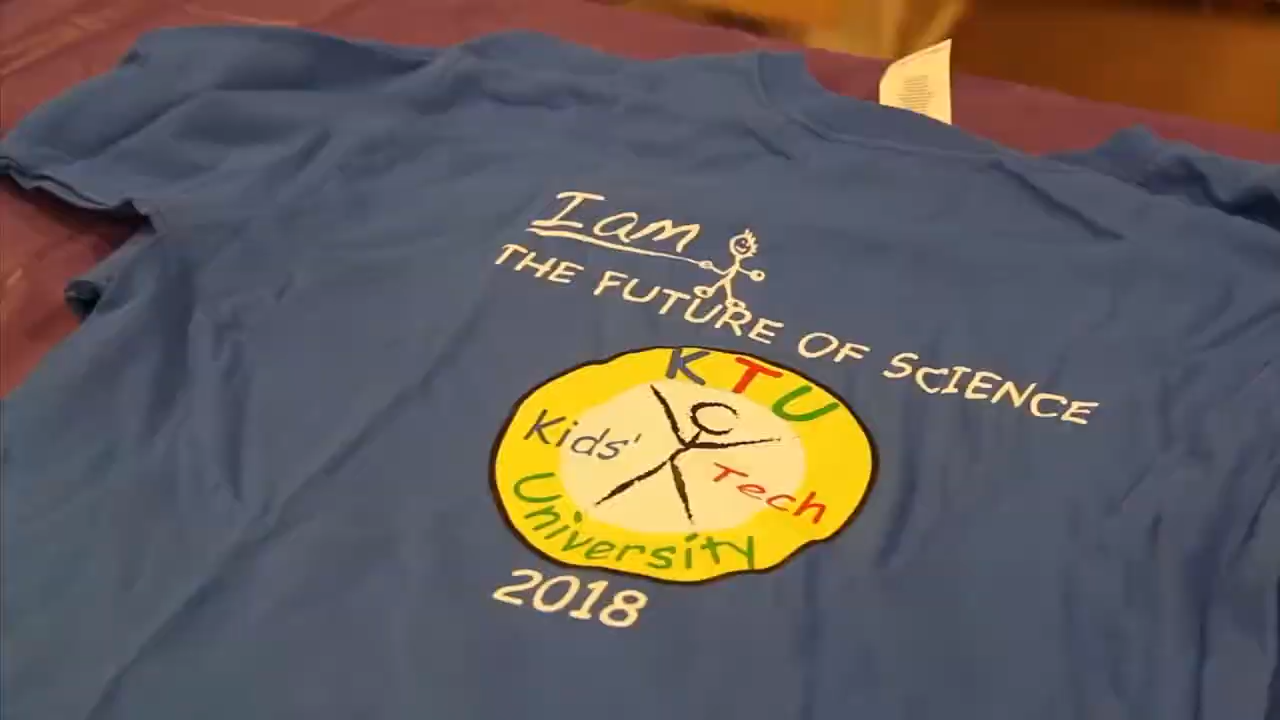 I am
THE FUTURE OF SCIENCE
KTU
Kids'
Tech
University
2018